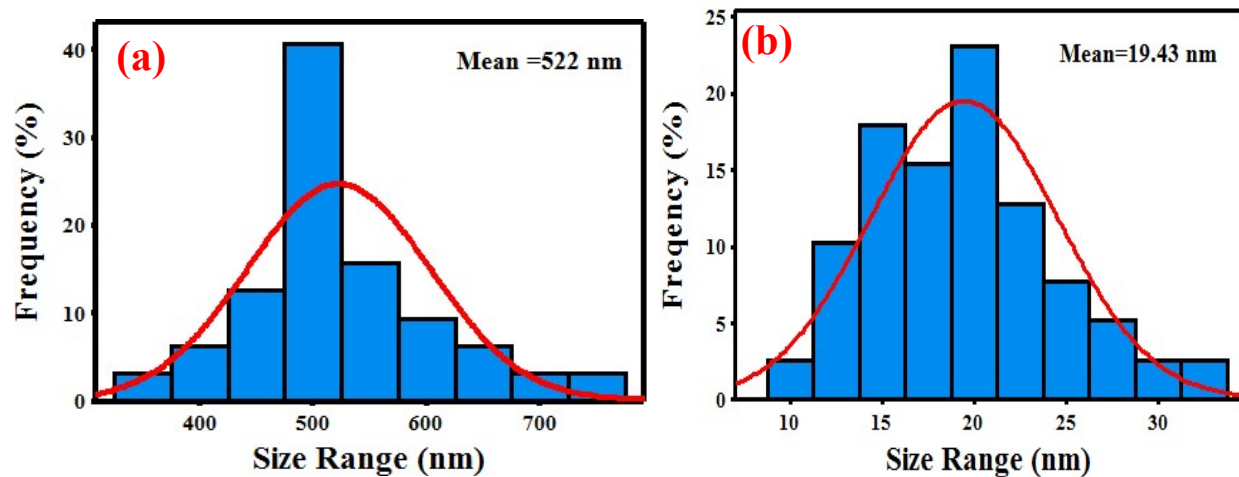 (a)
Mean =522 nm
Frequency (%)
40
30
20
10
0
400 500 600 700
Size Range (nm)
(b)
Mean=19.43 nm
Freqency (%)
25
20
15
10
5
0
10 15 20 25 30
Size Range (nm)